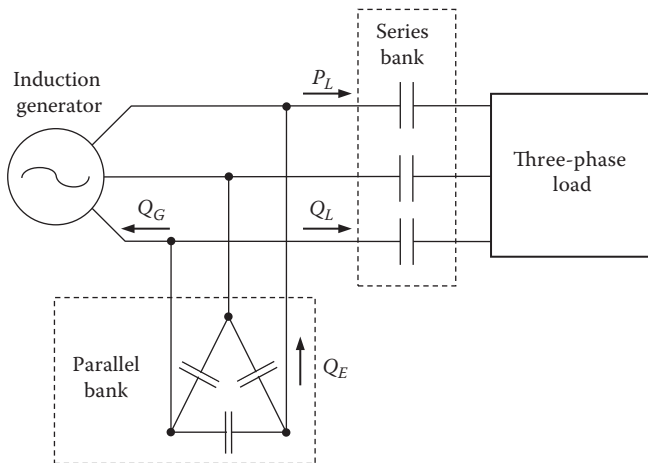 Series
bank
Induction
generator
P_L
Three-phase
load
Q_G
Q_L
Parallel
bank
Q_E